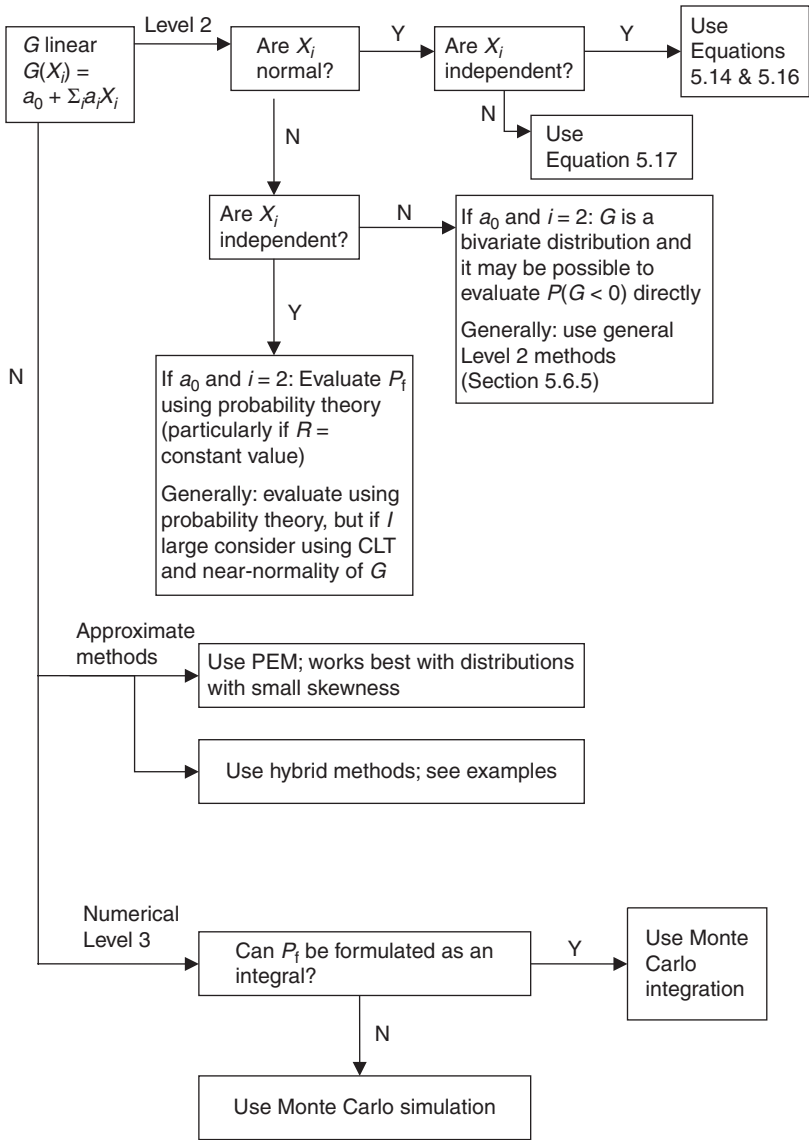 G linear
G(Xᵢ) =
a₀ + ΣᵢaᵢXᵢ
Level 2
Are Xᵢ
normal?
Y
Are Xᵢ
independent?
Y
Use
Equations
5.14 & 5.16
N
Use
Equation 5.17
N
Are Xᵢ
independent?
N
If a₀ and i = 2: G is a
bivariate distribution and
it may be possible to
evaluate P(G < 0) directly
Generally: use general
Level 2 methods
(Section 5.6.5)
Y
If a₀ and i = 2: Evaluate P_f
using probability theory
(particularly if R =
constant value)
Generally: evaluate using
probability theory, but if I
large consider using CLT
and near-normality of G
N
Approximate
methods
Use PEM; works best with distributions
with small skewness
Use hybrid methods; see examples
Numerical
Level 3
Can P_f be formulated as an
integral?
Y
Use Monte
Carlo
integration
N
Use Monte Carlo simulation